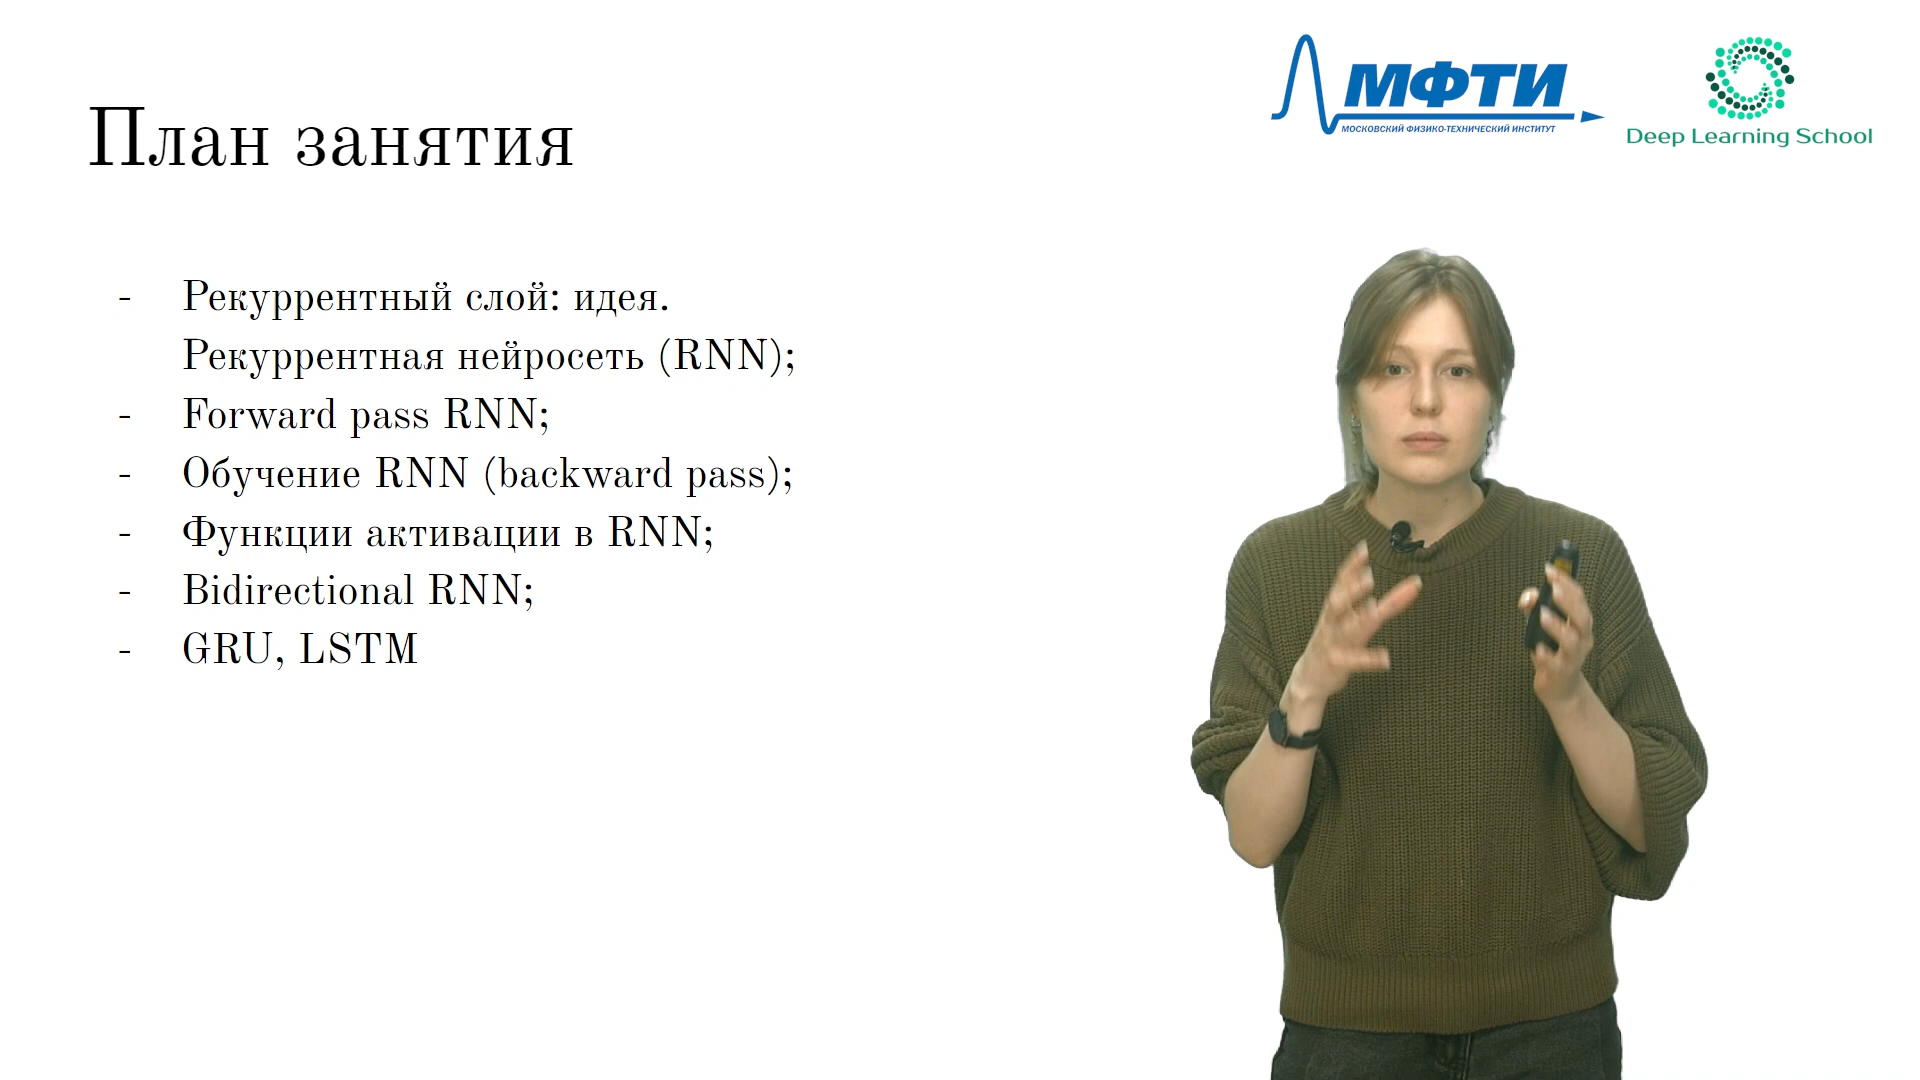 МФТИ
МОСКОВСКИЙ ФИЗИКО-ТЕХНИЧЕСКИЙ ИНСТИТУТ
Deep Learning School
План занятия
- Рекуррентный слой: идея.
Рекуррентная нейросеть (RNN);
- Forward pass RNN;
- Обучение RNN (backward pass);
- Функции активации в RNN;
- Bidirectional RNN;
- GRU, LSTM